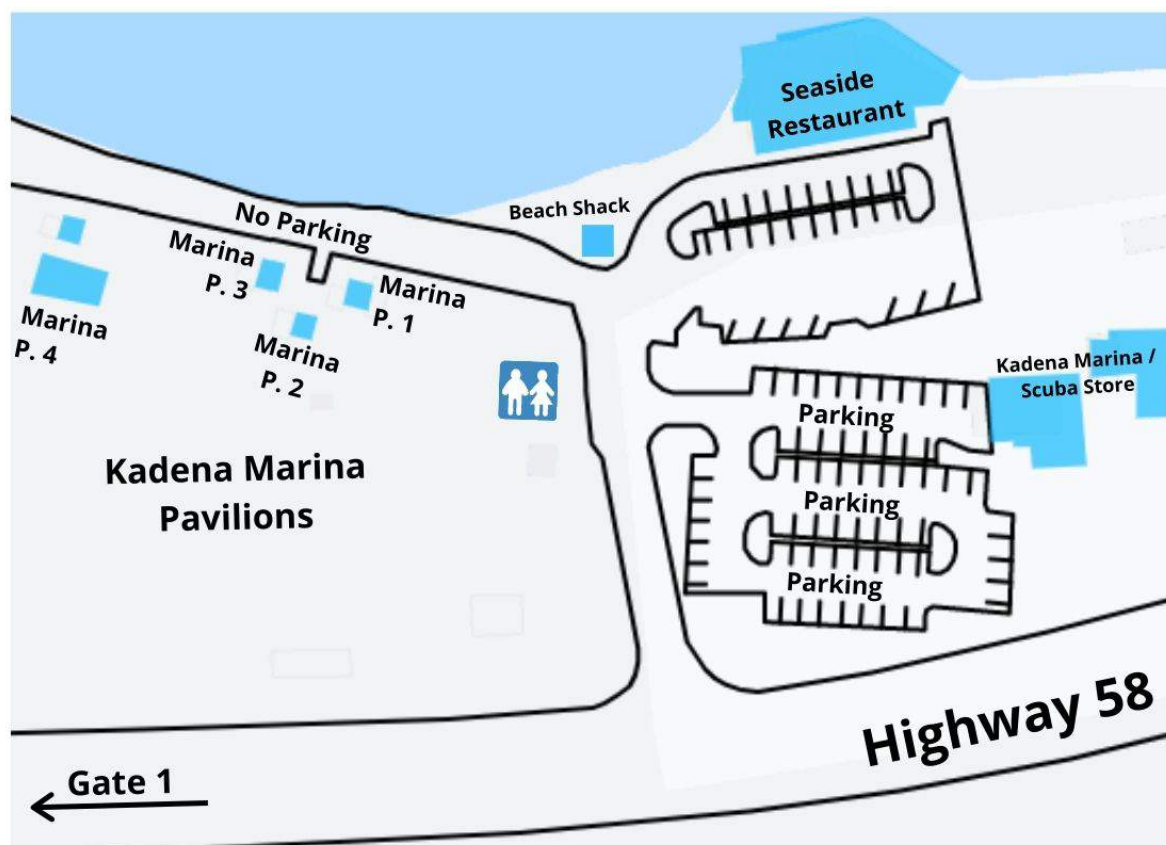 Seaside
Restaurant
Beach Shack
No Parking
Marina
P. 3
Marina
P. 1
Marina
P. 4
Marina
P. 2
Kadena Marina /
Scuba Store
Parking
Kadena Marina
Pavilions
Parking
Parking
Highway 58
Gate 1